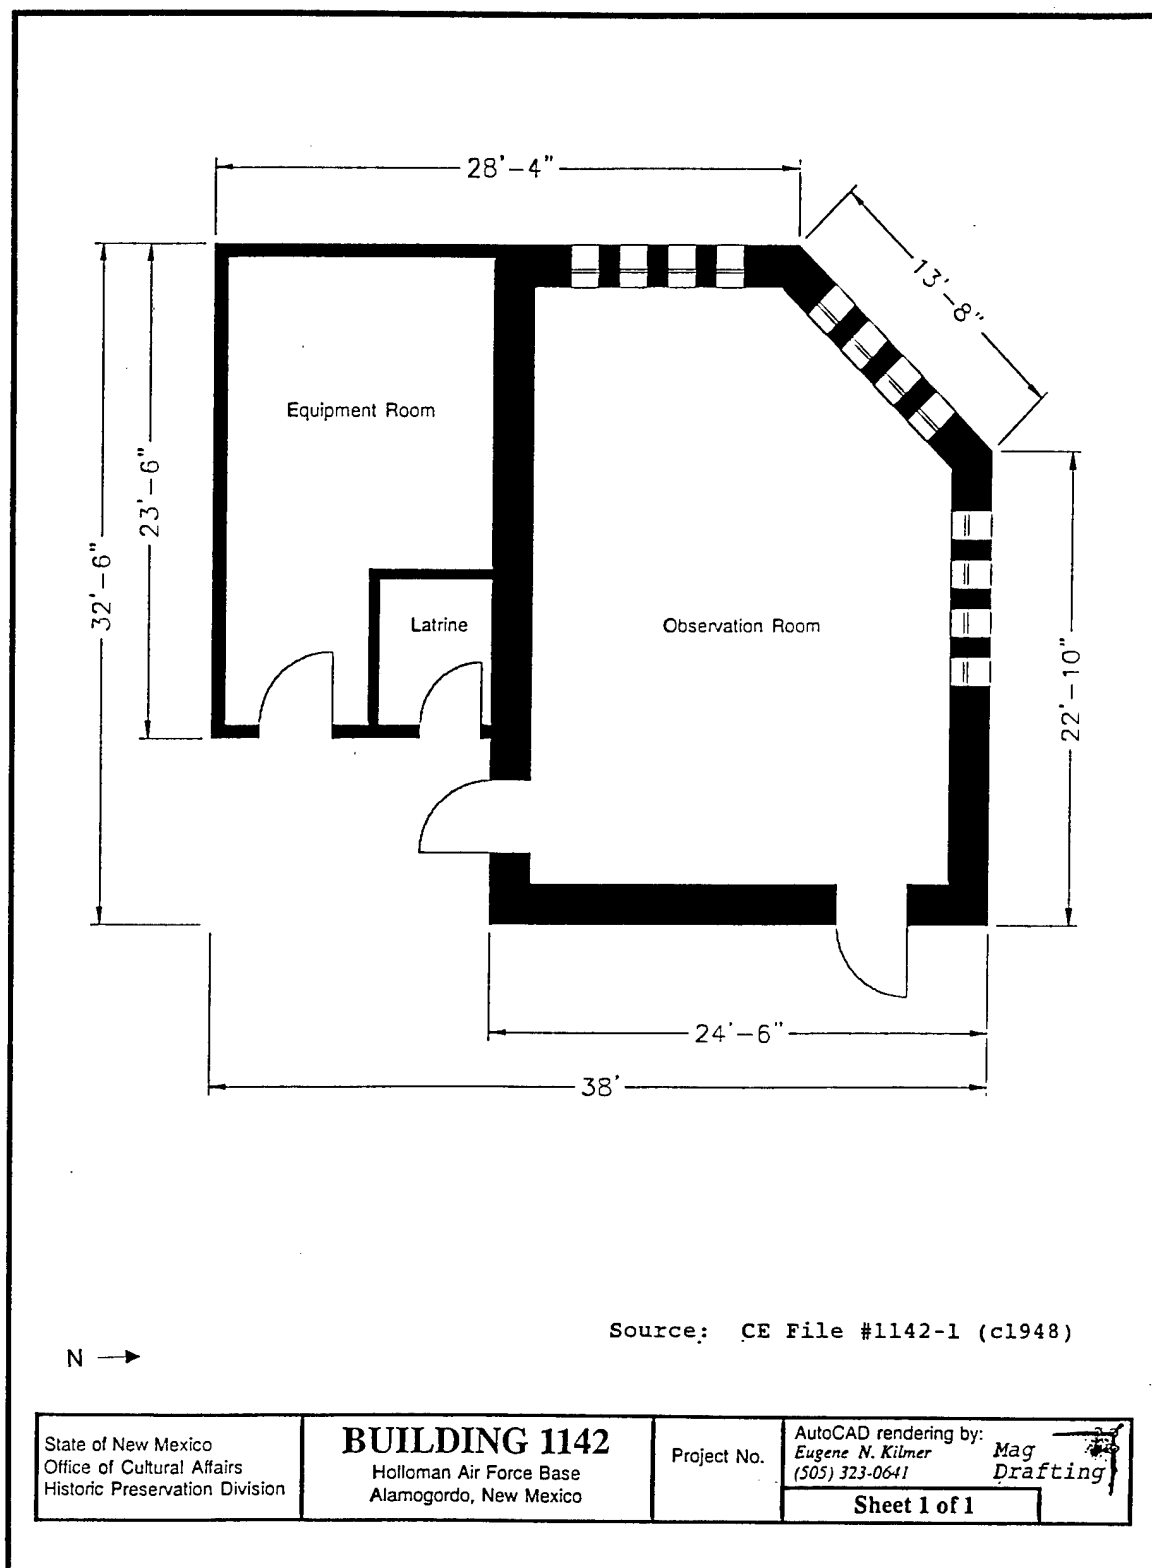 28'-4"
13'-8"
Equipment Room
23'-6"
32'-6"
Latrine
Observation Room
22'-10"
24'-6"
38'
Source: CE File #1142-1 (c1948)
N
State of New Mexico
Office of Cultural Affairs
Historic Preservation Division
BUILDING 1142
Holloman Air Force Base
Alamogordo, New Mexico
Project No.
AutoCAD rendering by:
Eugene N. Kilmer
(505) 323-0641
Mag
Drafting
Sheet 1 of 1